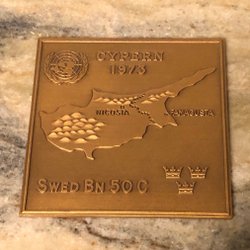 CYPERN
1973
NICOSIA
FAMAGUSTA
SWED BN 50 C